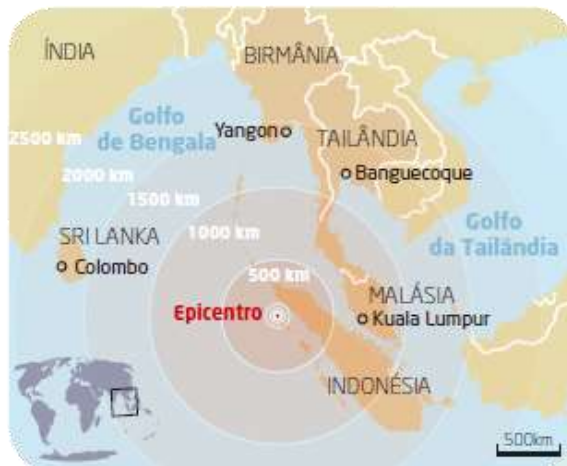 ÍNDIA
BIRMÂNIA
Golfo
de Bengala
Yangon
TAILÂNDIA
2500 km
Banguecoque
2000 km
1500 km
Golfo
da Tailândia
SRI LANKA
1000 km
Colombo
500 km
MALÁSIA
Epicentro
Kuala Lumpur
INDONÉSIA
500km